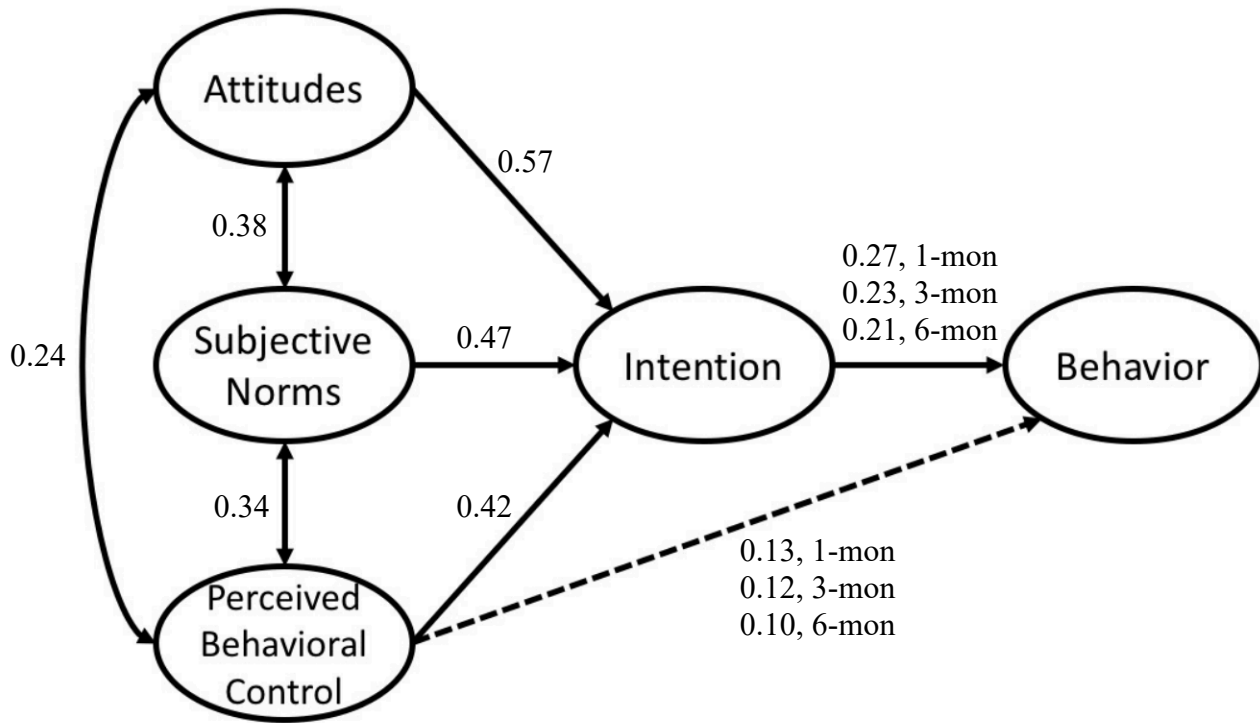 Attitudes
0.57
0.38
0.27, 1-mon
0.23, 3-mon
0.21, 6-mon
0.24
Subjective
Norms
0.47
Intention
Behavior
0.34
0.42
Perceived
Behavioral
Control
0.13, 1-mon
0.12, 3-mon
0.10, 6-mon